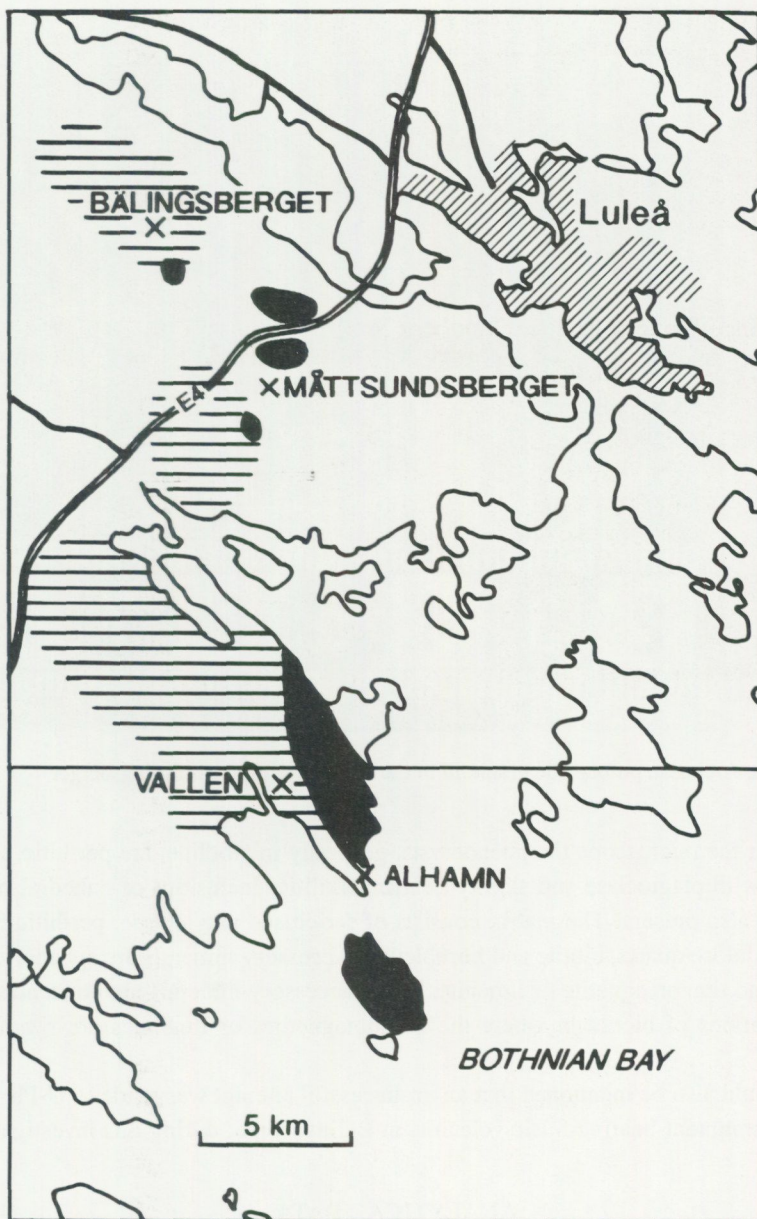 BÄLINGSBERGET
Luleå
E4
MÅTTSUNDSBERGET
VALLEN
ALHAMN
BOTHNIAN BAY
5 km